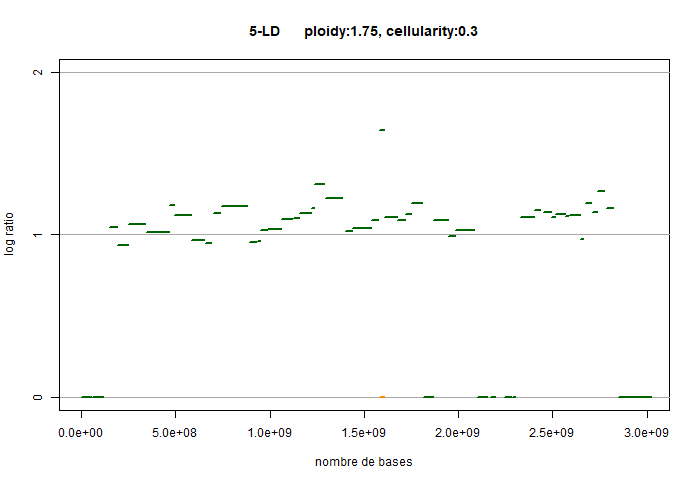 5-LD ploidy:1.75, cellularity:0.3
log ratio
2
1
0
0.0e+00 5.0e+08 1.0e+09 1.5e+09 2.0e+09 2.5e+09 3.0e+09
nombre de bases